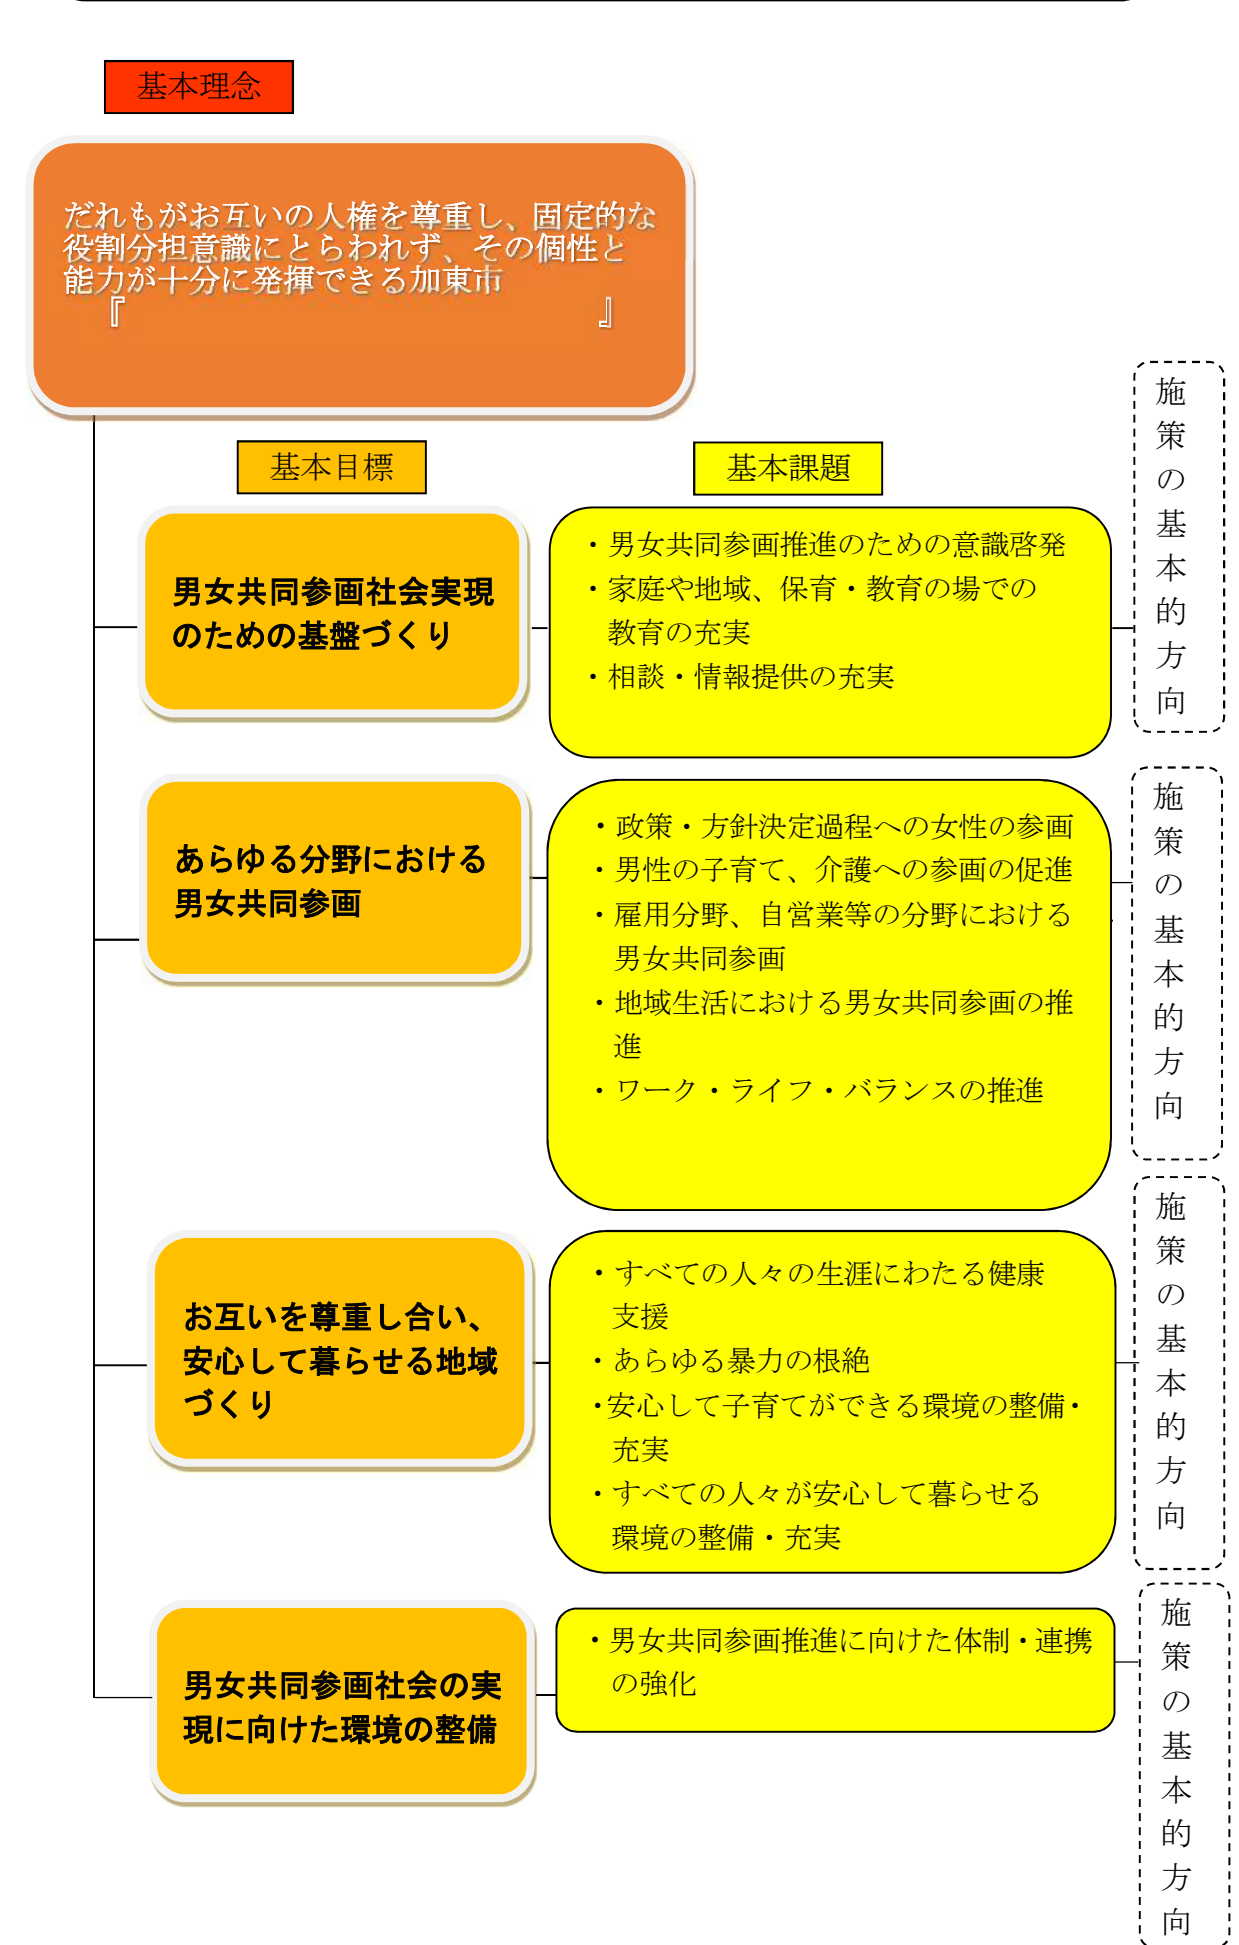 基本理念
だれもがお互いの人権を尊重し、固定的な
役割分担意識にとらわれず、その個性と
能力が十分に発揮できる加東市
『　　　　　　　　　　　　　　　』
基本目標
基本課題
男女共同参画社会実現
のための基盤づくり
・男女共同参画推進のための意識啓発
・家庭や地域、保育・教育の場での
教育の充実
・相談・情報提供の充実
施策の基本的方向
あらゆる分野における
男女共同参画
・政策・方針決定過程への女性の参画
・男性の子育て、介護への参画の促進
・雇用分野、自営業等の分野における
男女共同参画
・地域生活における男女共同参画の推
進
・ワーク・ライフ・バランスの推進
施策の基本的方向
お互いを尊重し合い、
安心して暮らせる地域
づくり
・すべての人々の生涯にわたる健康
支援
・あらゆる暴力の根絶
・安心して子育てができる環境の整備・
充実
・すべての人々が安心して暮らせる
環境の整備・充実
施策の基本的方向
男女共同参画社会の実
現に向けた環境の整備
・男女共同参画推進に向けた体制・連携
の強化
施策の基本的方向